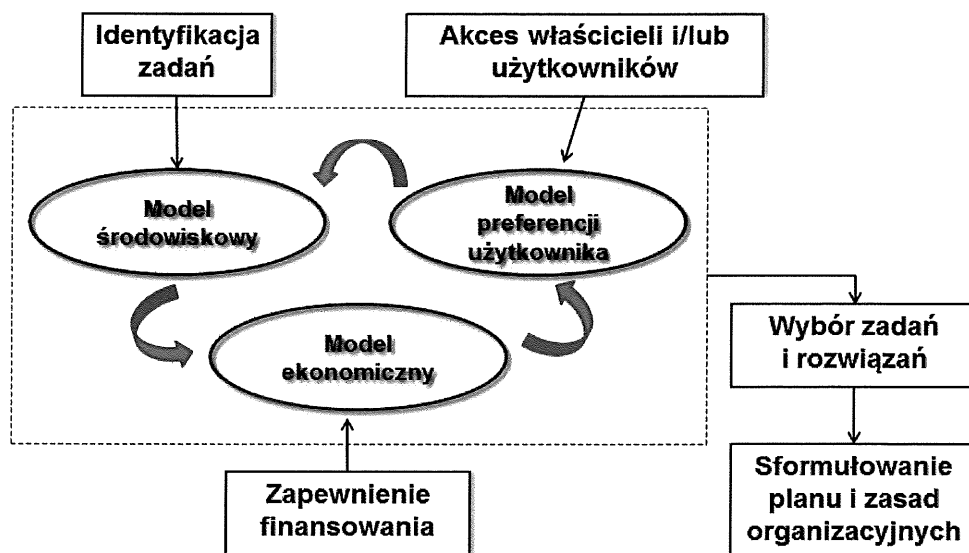 Identyfikacja
zadań
Akces właścicieli i/lub
użytkowników
Model
środowiskowy
Model
preferencji
użytkownika
Model
ekonomiczny
Wybór zadań
i rozwiązań
Zapewnienie
finansowania
Sformułowanie
planu i zasad
organizacyjnych